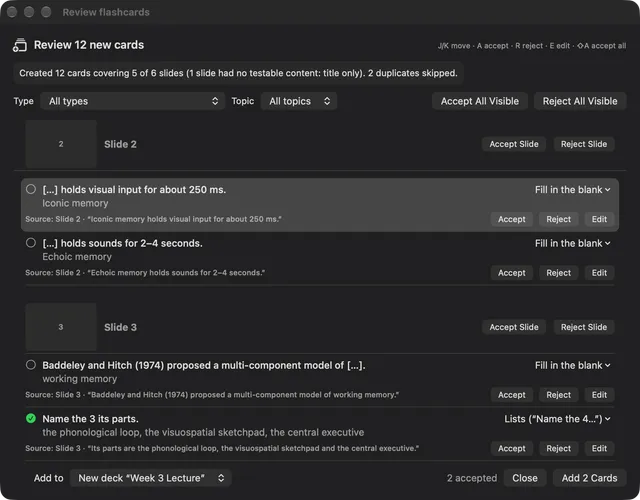 Review flashcards
Review 12 new cards
J/K move · A accept · R reject · E edit · ⇧A accept all
Created 12 cards covering 5 of 6 slides (1 slide had no testable content: title only). 2 duplicates skipped.
Type All types Topic All topics Accept All Visible Reject All Visible
2 Slide 2 Accept Slide Reject Slide
[...] holds visual input for about 250 ms. Fill in the blank
Iconic memory
Source: Slide 2 · “Iconic memory holds visual input for about 250 ms.” Accept Reject Edit
[...] holds sounds for 2–4 seconds. Fill in the blank
Echoic memory
Source: Slide 2 · “Echoic memory holds sounds for 2–4 seconds.” Accept Reject Edit
3 Slide 3 Accept Slide Reject Slide
Baddeley and Hitch (1974) proposed a multi-component model of [...]. Fill in the blank
working memory
Source: Slide 3 · “Baddeley and Hitch (1974) proposed a multi-component model of working memory.” Accept Reject Edit
Name the 3 its parts. Lists (“Name the 4...”)
the phonological loop, the visuospatial sketchpad, the central executive
Source: Slide 3 · “Its parts are the phonological loop, the visuospatial sketchpad and the central executive.” Accept Reject Edit
Add to New deck “Week 3 Lecture” 2 accepted Close Add 2 Cards